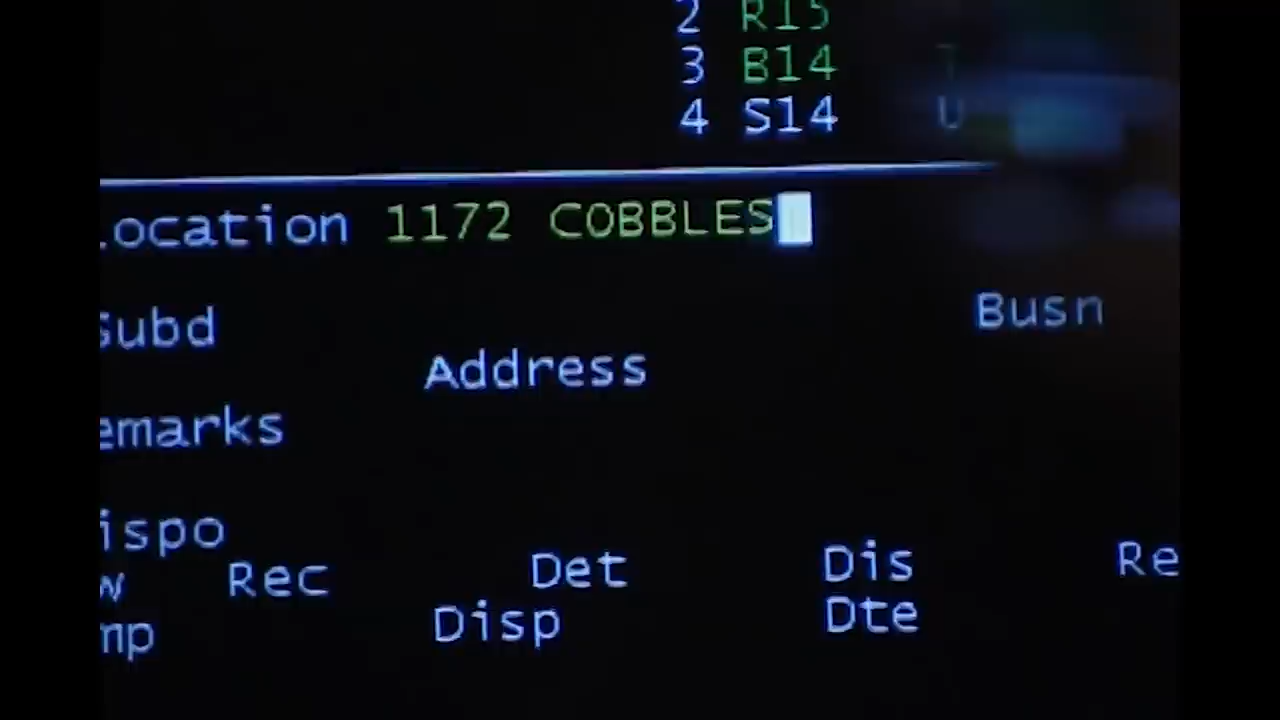 2 R15
3 B14
4 S14 U
ocation 1172 COBBLES
Subd Busn
Address
emarks
ispo
w Rec Det Dis Re
mp Disp Dte